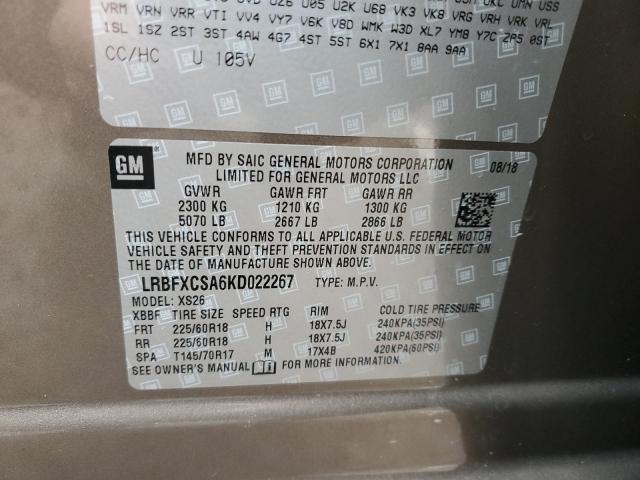 VRM VRN VRR VTI VV4 VY7 V6K V8D WMK W3D XL7 YM8 Y7C ZP5 0ST
1SL 1SZ 2ST 3ST 4AW 4G7 4ST 5ST 6X1 7X1 8AA 9AA
CC/HC U 105V
GM
MFD BY SAIC GENERAL MOTORS CORPORATION 08/18
LIMITED FOR GENERAL MOTORS LLC
GVWR GAWR FRT GAWR RR
2300 KG 1210 KG 1300 KG
5070 LB 2667 LB 2866 LB
THIS VEHICLE CONFORMS TO ALL APPLICABLE U.S. FEDERAL MOTOR
VEHICLE SAFETY AND THEFT PREVENTION STANDARDS IN EFFECT ON
THE DATE OF MANUFACTURE SHOWN ABOVE.
LRBFXCSA6KD022267 TYPE: M.P.V.
MODEL: XS26
XBBF TIRE SIZE SPEED RTG RIM COLD TIRE PRESSURE
FRT 225/60R18 H 18X7.5J 240KPA(35PSI)
RR 225/60R18 H 18X7.5J 240KPA(35PSI)
SPA T145/70R17 M 17X4B 420KPA(60PSI)
SEE OWNER'S MANUAL FOR MORE INFORMATION.